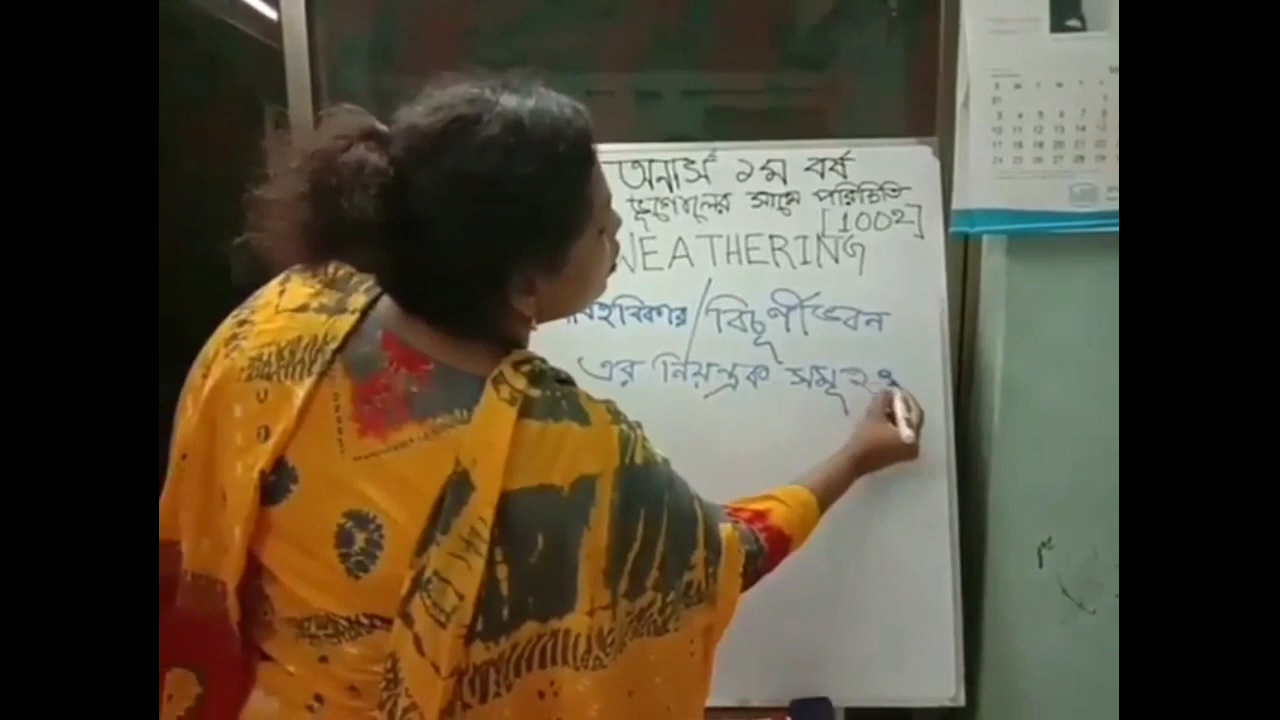 অনার্স ১ম বর্ষ
ভূগোলের সাথে পরিচিতি
[1002]
WEATHERING
বিচূর্ণীভবন
এর নিয়ন্ত্রক সমূহঃ